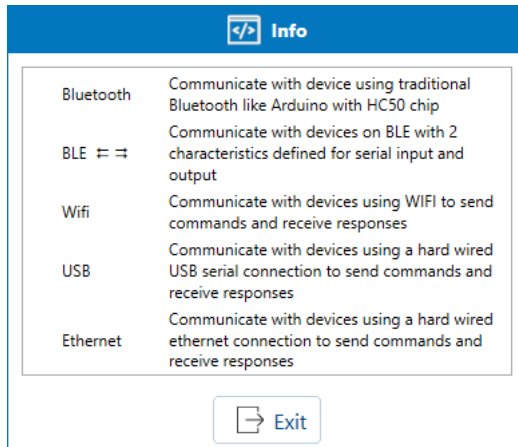 </> Info
Bluetooth
Communicate with device using traditional
Bluetooth like Arduino with HC50 chip
BLE ⇇ ⇉
Communicate with devices on BLE with 2
characteristics defined for serial input and
output
Wifi
Communicate with devices using WIFI to send
commands and receive responses
USB
Communicate with devices using a hard wired
USB serial connection to send commands and
receive responses
Ethernet
Communicate with devices using a hard wired
ethernet connection to send commands and
receive responses
Exit